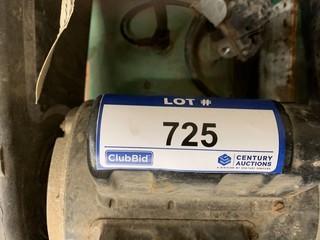 LOT #
725
ClubBid
CENTURY
AUCTIONS